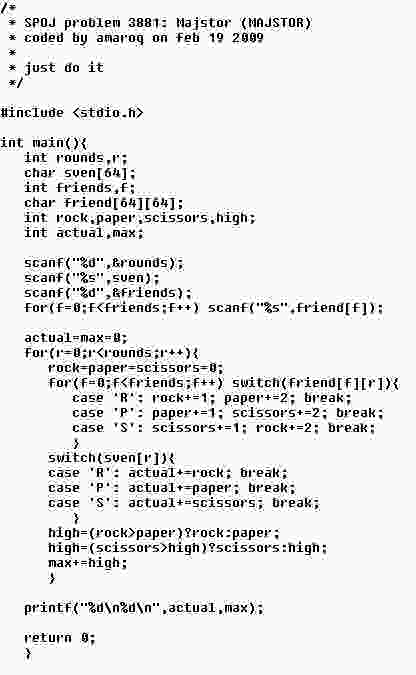 /*
 * SPOJ problem 3881: Majstor (MAJSTOR)
 * coded by amaroq on feb 19 2009
 *
 * just do it
 */

#include <stdio.h>

int main(){
   int rounds,r;
   char sven[64];
   int friends,f;
   char friend[64][64];
   int rock,paper,scissors,high;
   int actual,max;

   scanf("%d",&rounds);
   scanf("%s",sven);
   scanf("%d",&friends);
   for(f=0;f<friends;f++) scanf("%s",friend[f]);

   actual=max=0;
   for(r=0;r<rounds;r++){
      rock=paper=scissors=0;
      for(f=0;f<friends;f++) switch(friend[f][r]){
         case 'R': rock+=1; paper+=2; break;
         case 'P': paper+=1; scissors+=2; break;
         case 'S': scissors+=1; rock+=2; break;
         }
      switch(sven[r]){
      case 'R': actual+=rock; break;
      case 'P': actual+=paper; break;
      case 'S': actual+=scissors; break;
         }
      high=(rock>paper)?rock:paper;
      high=(scissors>high)?scissors:high;
      max+=high;
      }

   printf("%d\n%d\n",actual,max);

   return 0;
   }